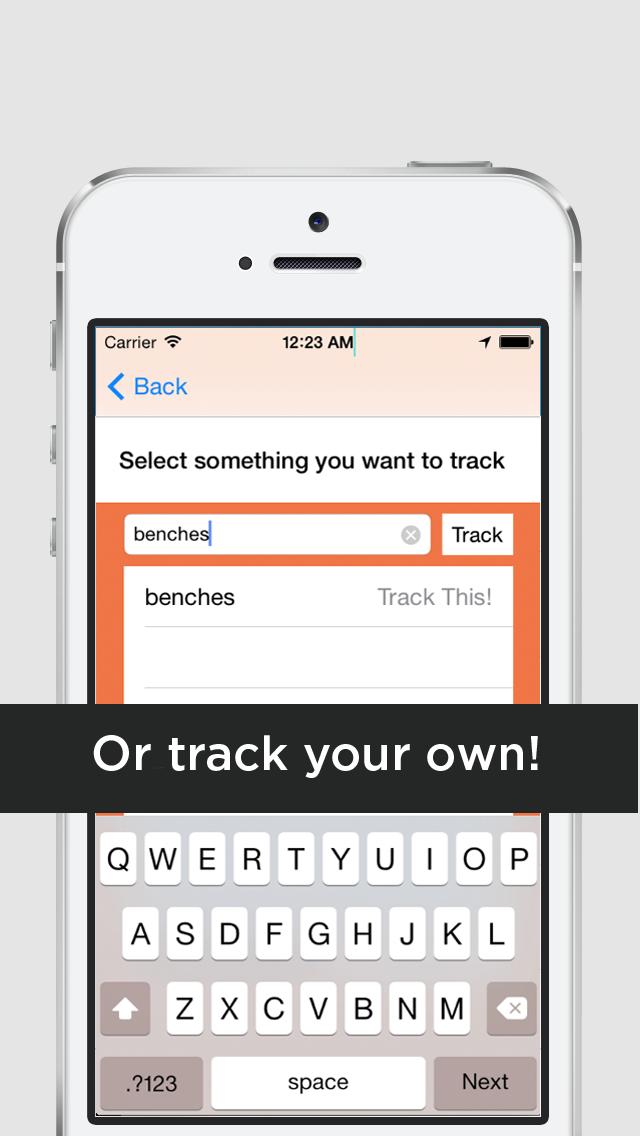 Carrier 12:23 AM
Back
Select something you want to track
benches Track
benches Track This!
Or track your own!
Q W E R T Y U I O P
A S D F G H J K L
Z X C V B N M
.?123 space Next